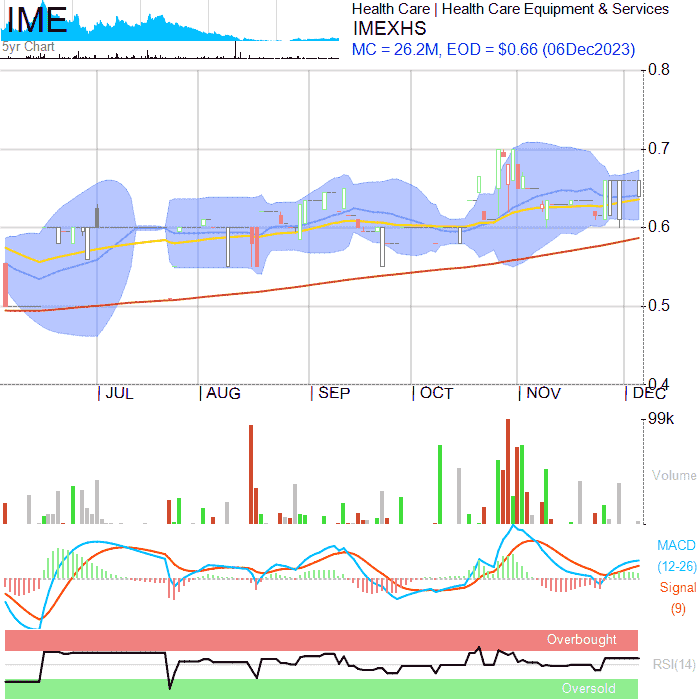 IME
5yr Chart
Health Care | Health Care Equipment & Services
IMEXHS
MC = 26.2M, EOD = $0.66 (06Dec2023)
0.8
0.7
0.6
0.5
0.4
JUL AUG SEP OCT NOV DEC
99k
Volume
MACD
(12-26)
Signal
(9)
Overbought
RSI(14)
Oversold